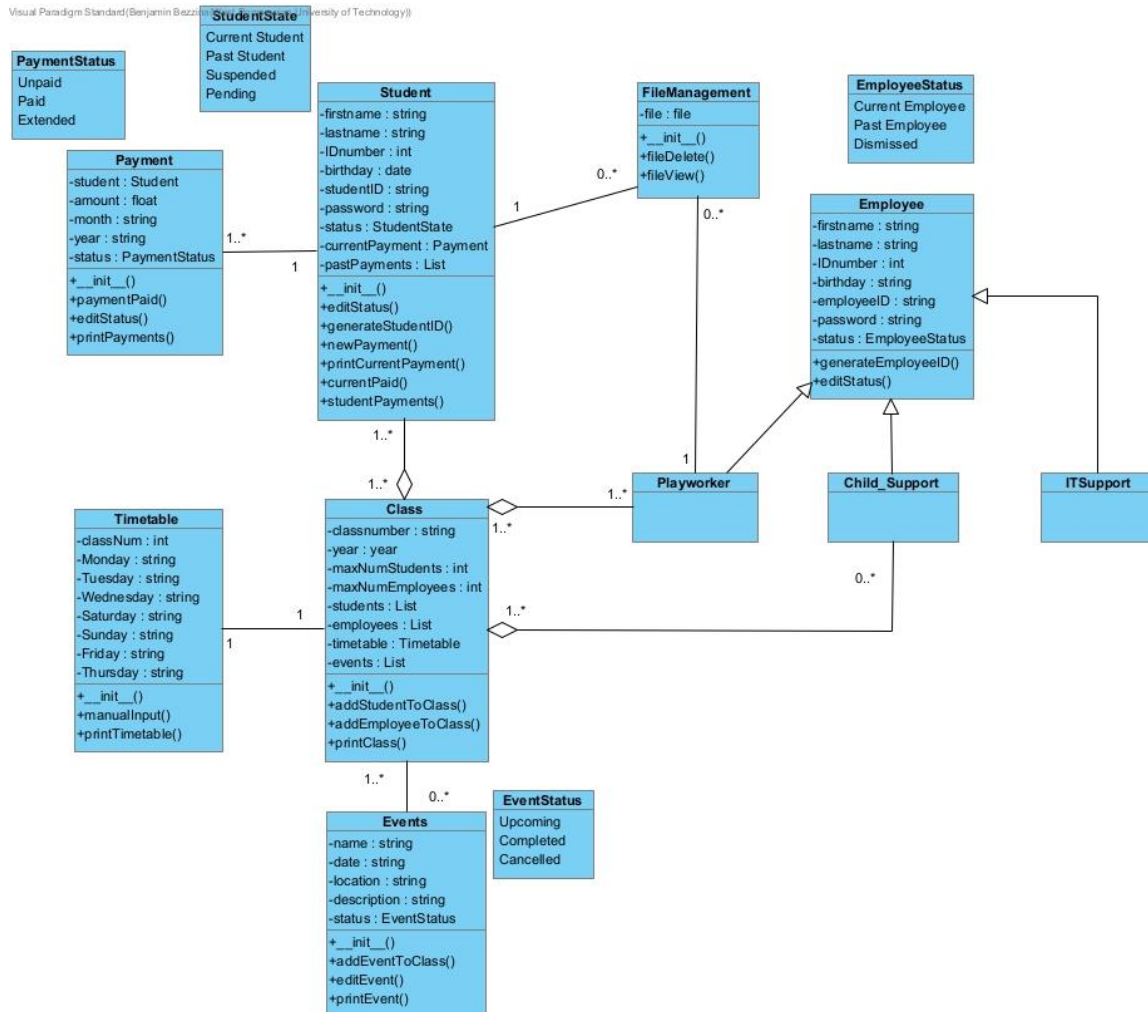 Visual Paradigm Standard(Benjamin Bezzina University of Technology))
StudentState
Current Student
Past Student
Suspended
Pending
PaymentStatus
Unpaid
Paid
Extended
Payment
-student : Student
-amount : float
-month : string
-year : string
-status : PaymentStatus
+__init__()
+paymentPaid()
+editStatus()
+printPayments()
1..*
1
Student
-firstname : string
-lastname : string
-IDnumber : int
-birthday : date
-studentID : string
-password : string
-status : StudentState
-currentPayment : Payment
-pastPayments : List
+__init__()
+editStatus()
+generateStudentID()
+newPayment()
+printCurrentPayment()
+currentPaid()
+studentPayments()
1
0..*
FileManagement
-file : file
+__init__()
+fileDelete()
+fileView()
0..*
1
EmployeeStatus
Current Employee
Past Employee
Dismissed
Employee
-firstname : string
-lastname : string
-IDnumber : int
-birthday : string
-employeeID : string
-password : string
-status : EmployeeStatus
+generateEmployeeID()
+editStatus()
Playworker
Child_Support
ITSupport
1..*
1..*
1..*
1..*
0..*
1..*
Timetable
-classNum : int
-Monday : string
-Tuesday : string
-Wednesday : string
-Saturday : string
-Sunday : string
-Friday : string
-Thursday : string
+__init__()
+manualInput()
+printTimetable()
1
1
Class
-classnumber : string
-year : year
-maxNumStudents : int
-maxNumEmployees : int
-students : List
-employees : List
-timetable : Timetable
-events : List
+__init__()
+addStudentToClass()
+addEmployeeToClass()
+printClass()
1..*
0..*
Events
-name : string
-date : string
-location : string
-description : string
-status : EventStatus
+__init__()
+addEventToClass()
+editEvent()
+printEvent()
EventStatus
Upcoming
Completed
Cancelled